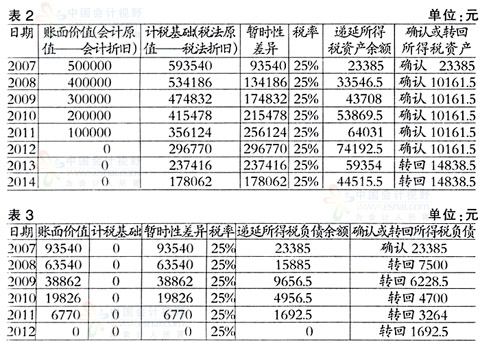 表2 单位:元
日期 账面价值(会计原值——会计折旧) 计税基础(税法原值——税法折旧) 暂时性差异 税率 递延所得税资产余额 确认或转回所得税资产
2007 500000 593540 93540 25% 23385 确认 23385
2008 400000 534186 134186 25% 33546.5 确认 10161.5
2009 300000 474832 174832 25% 43708 确认 10161.5
2010 200000 415478 215478 25% 53869.5 确认 10161.5
2011 100000 356124 256124 25% 64031 确认 10161.5
2012 0 296770 296770 25% 74192.5 确认 10161.5
2013 0 237416 237416 25% 59354 转回 14838.5
2014 0 178062 178062 25% 44515.5 转回 14838.5
表3 单位:元
日期 账面价值 计税基础 暂时性差异 税率 递延所得税负债余额 确认或转回所得税负债
2007 93540 0 93540 25% 23385 确认 23385
2008 63540 0 63540 25% 15885 转回 7500
2009 38862 0 38862 25% 9656.5 转回 6228.5
2010 19826 0 19826 25% 4956.5 转回 4700
2011 6770 0 6770 25% 1692.5 转回 3264
2012 0 0 0 25% 0 转回 1692.5